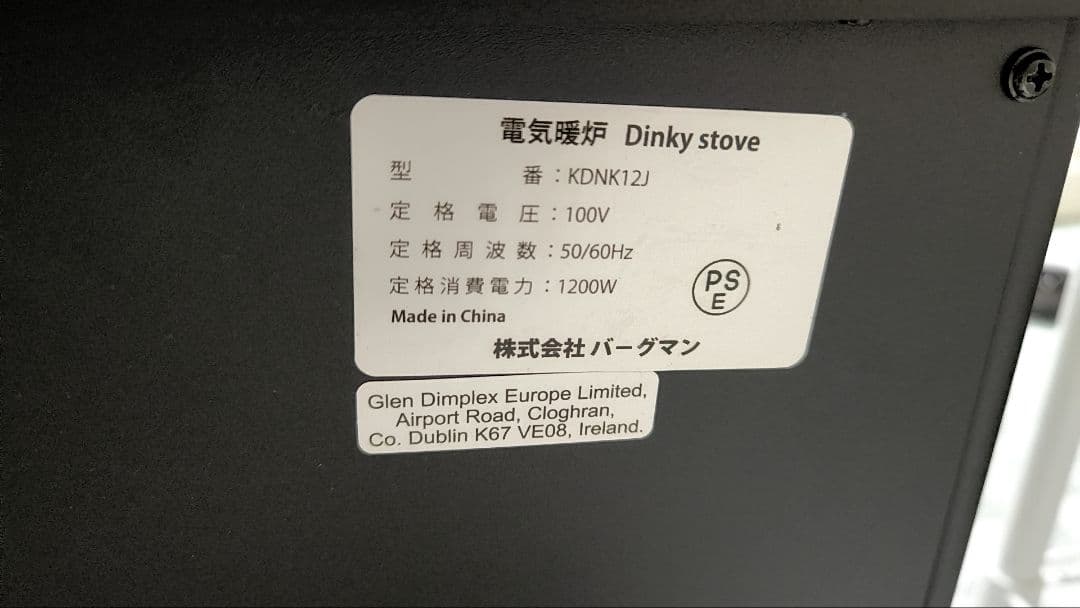 電気暖炉 Dinky stove
型番：KDNK12J
定格電圧：100V
定格周波数：50/60Hz
定格消費電力：1200W
PS
E
Made in China
株式会社バーグマン
Glen Dimplex Europe Limited,
Airport Road, Cloghran,
Co. Dublin K67 VE08, Ireland.